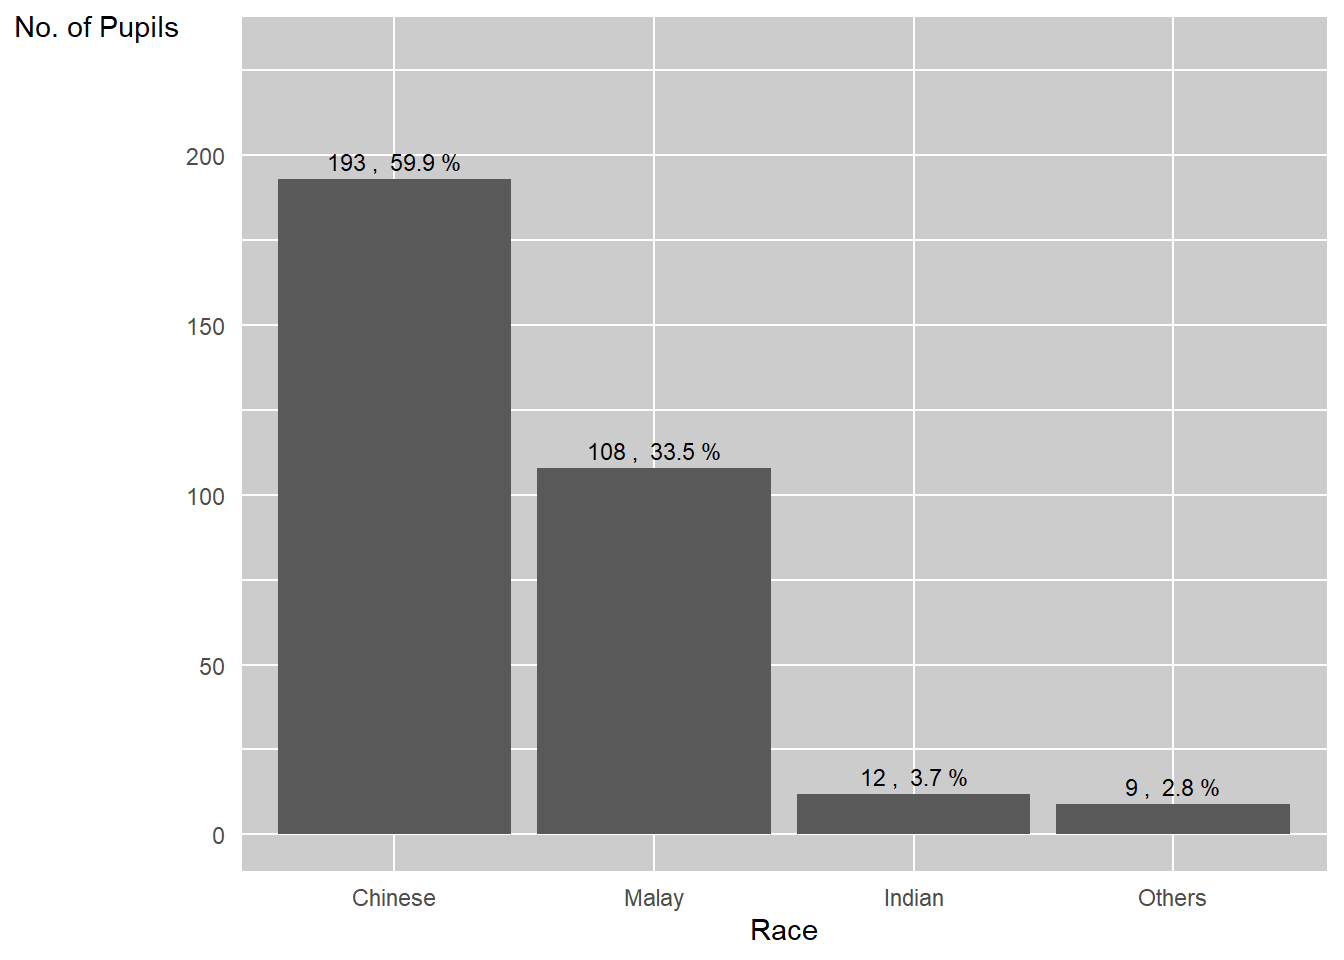 No. of Pupils
200
193 ,  59.9 %
150
108 ,  33.5 %
100
50
12 ,  3.7 %
9 ,  2.8 %
0
Chinese Malay Indian Others
Race